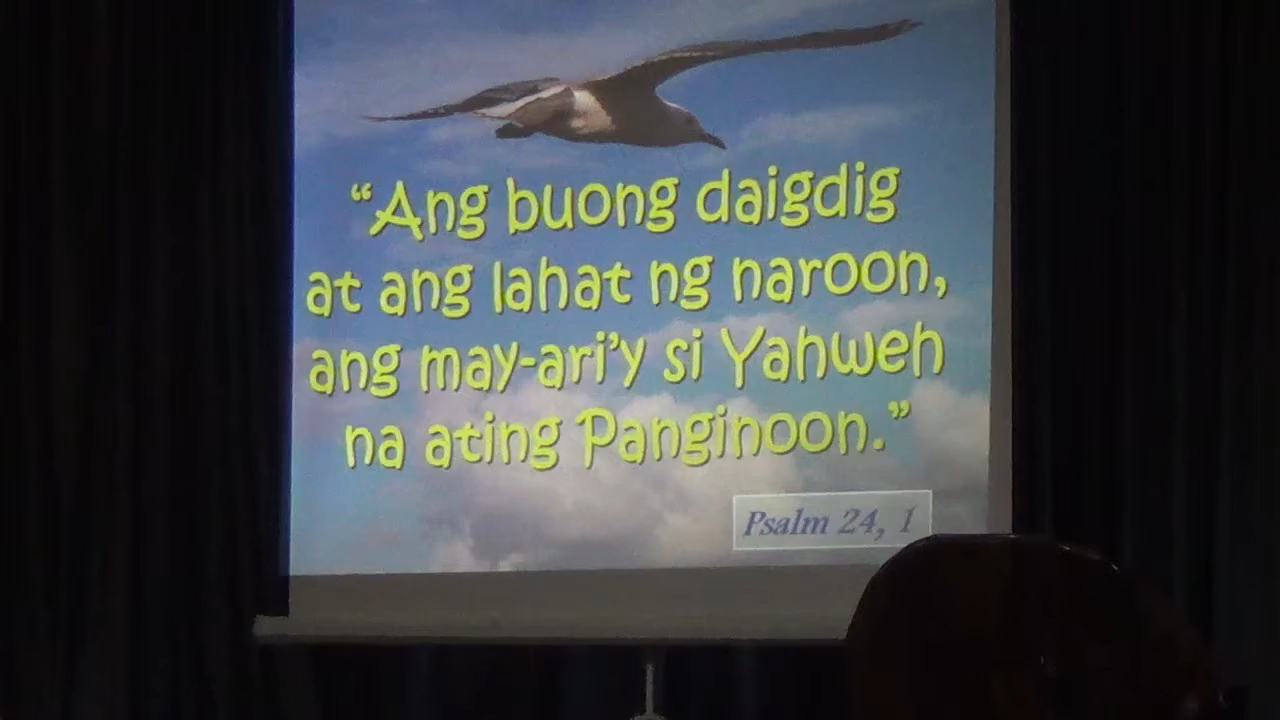 “Ang buong daigdig
at ang lahat ng naroon,
ang may-ari’y si Yahweh
na ating Panginoon.”
Psalm 24, 1